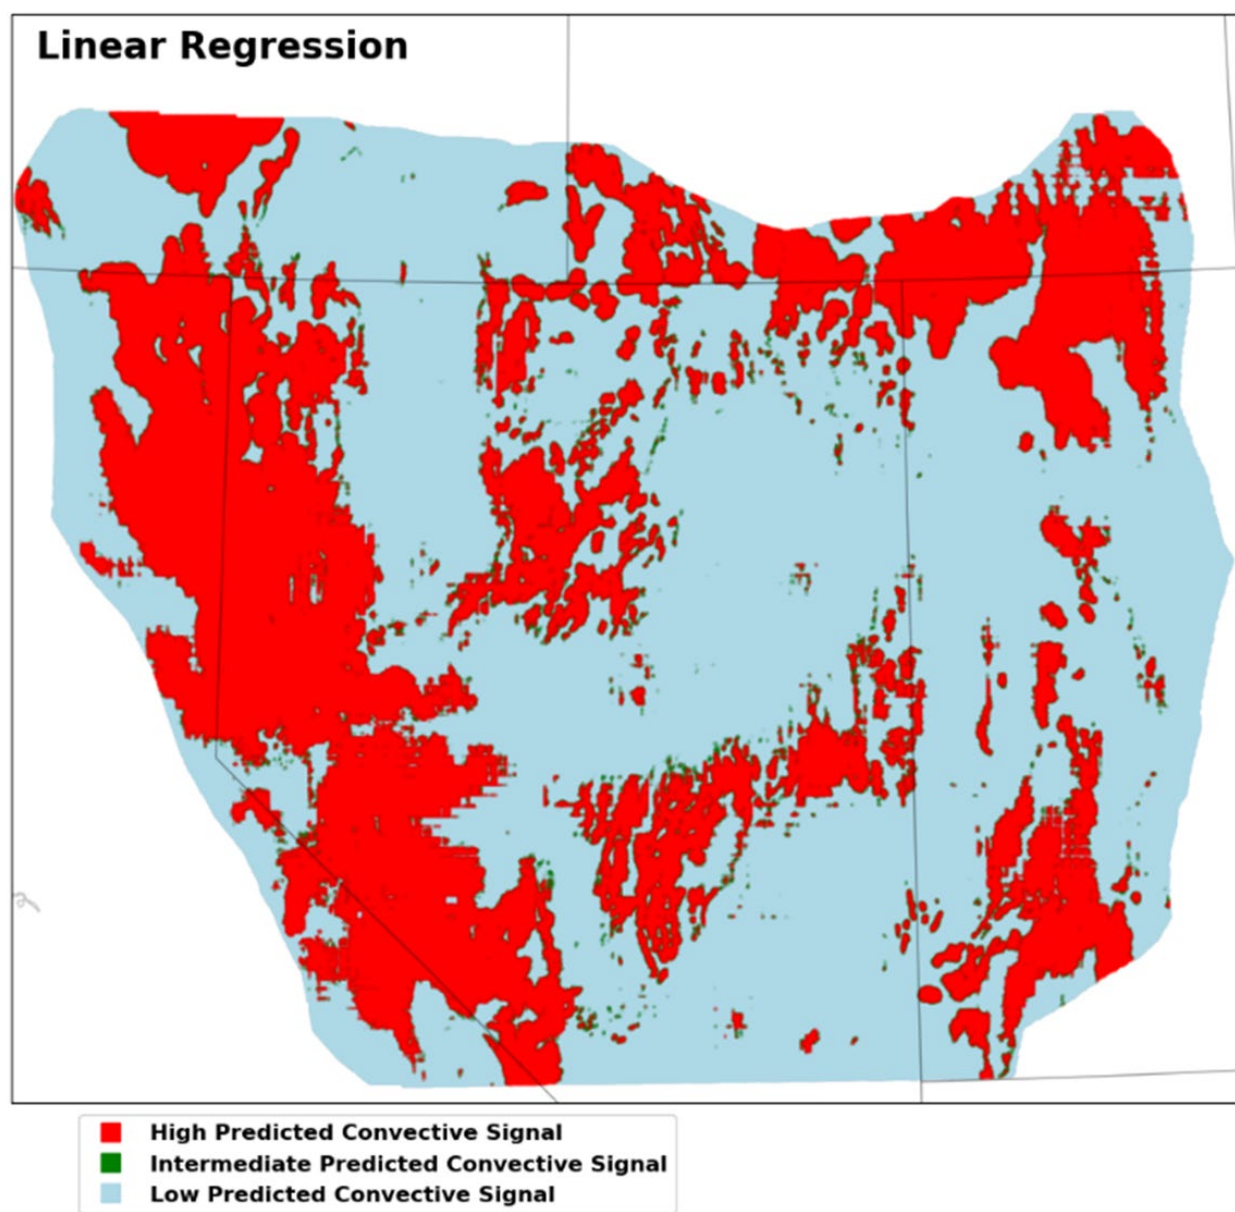 Linear Regression
High Predicted Convective Signal
Intermediate Predicted Convective Signal
Low Predicted Convective Signal